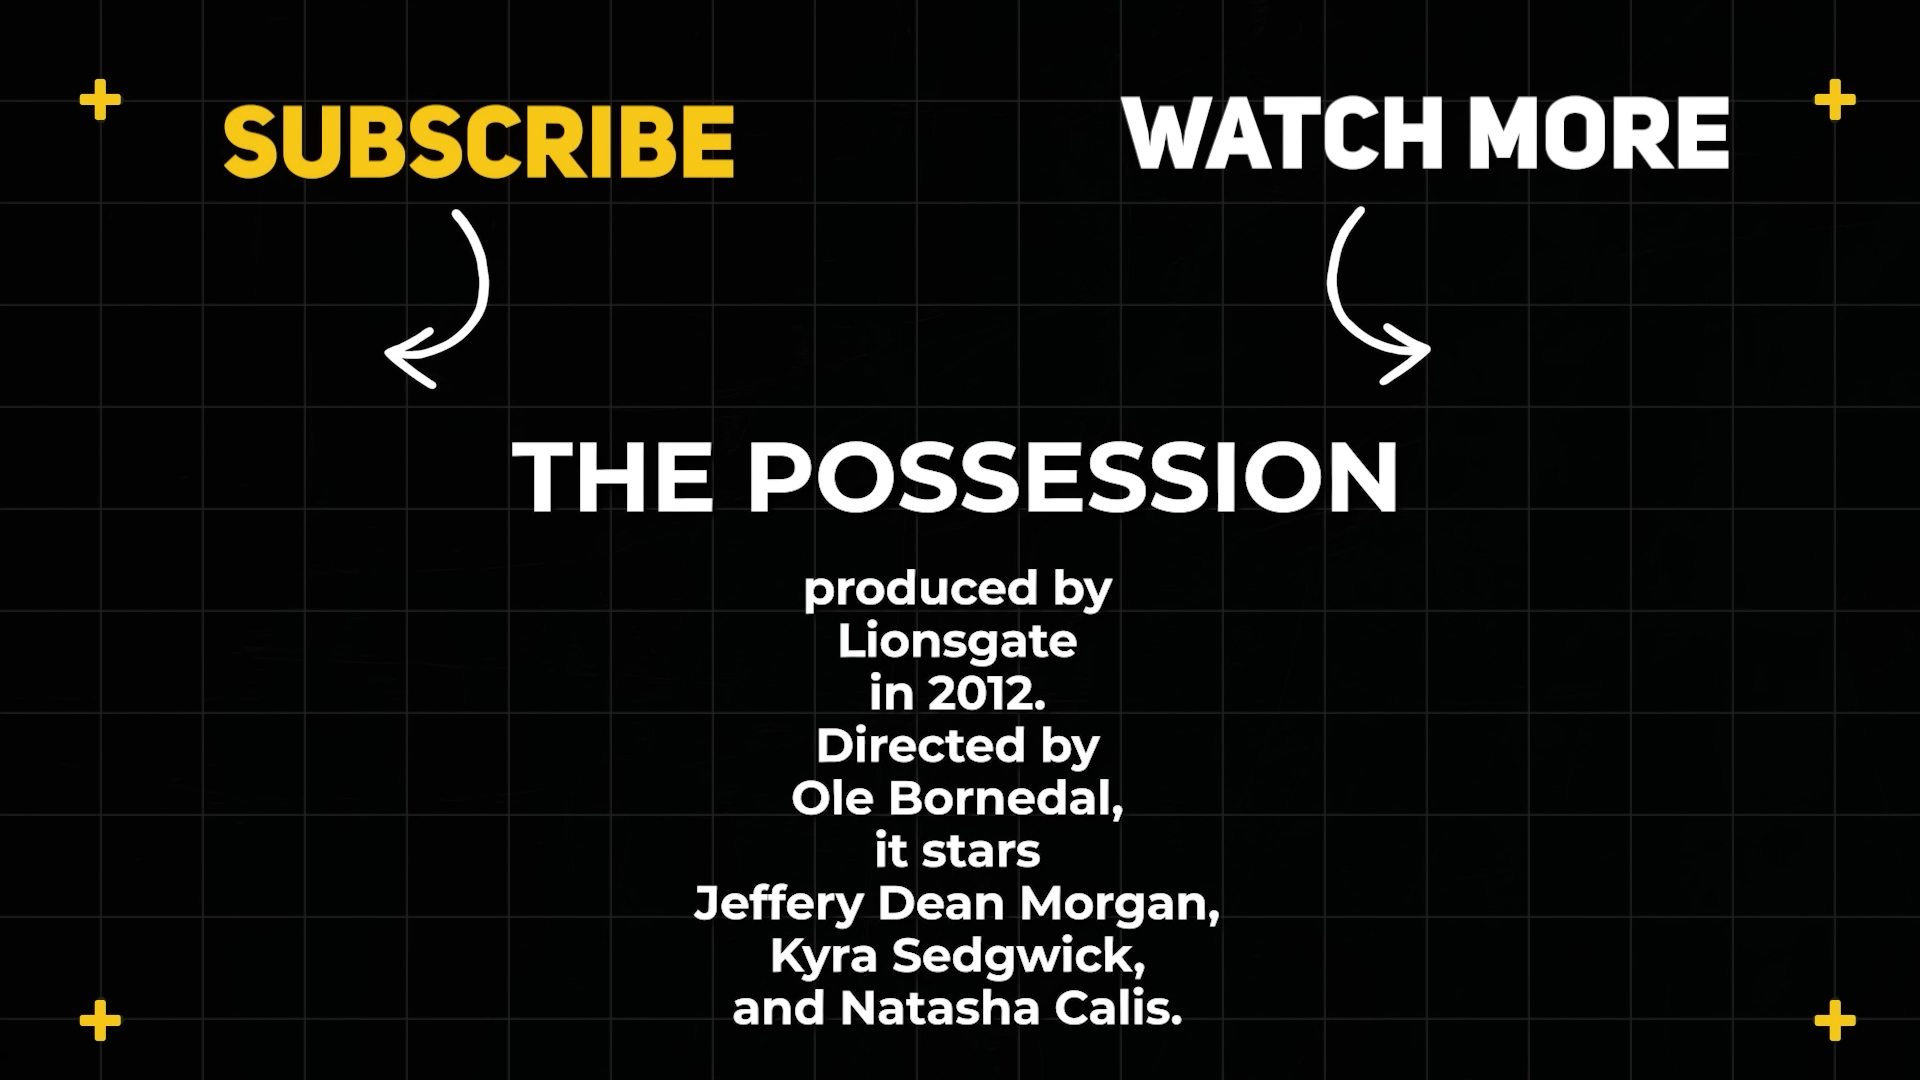 SUBSCRIBE
WATCH MORE
THE POSSESSION
produced by
Lionsgate
in 2012.
Directed by
Ole Bornedal,
it stars
Jeffery Dean Morgan,
Kyra Sedgwick,
and Natasha Calis.